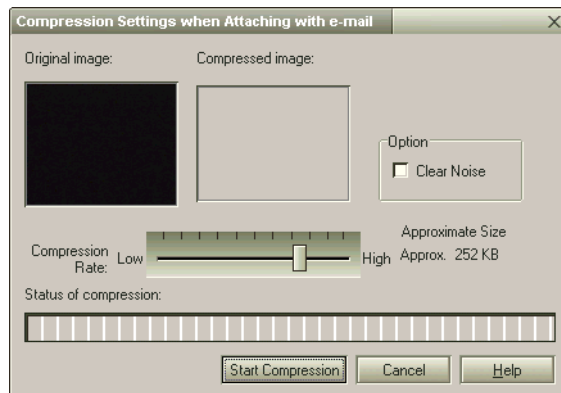 Compression Settings when Attaching with e-mail
Original image:
Compressed image:
Option
Clear Noise
Compression Rate:
Low
High
Approximate Size
Approx. 252 KB
Status of compression:
Start Compression
Cancel
Help